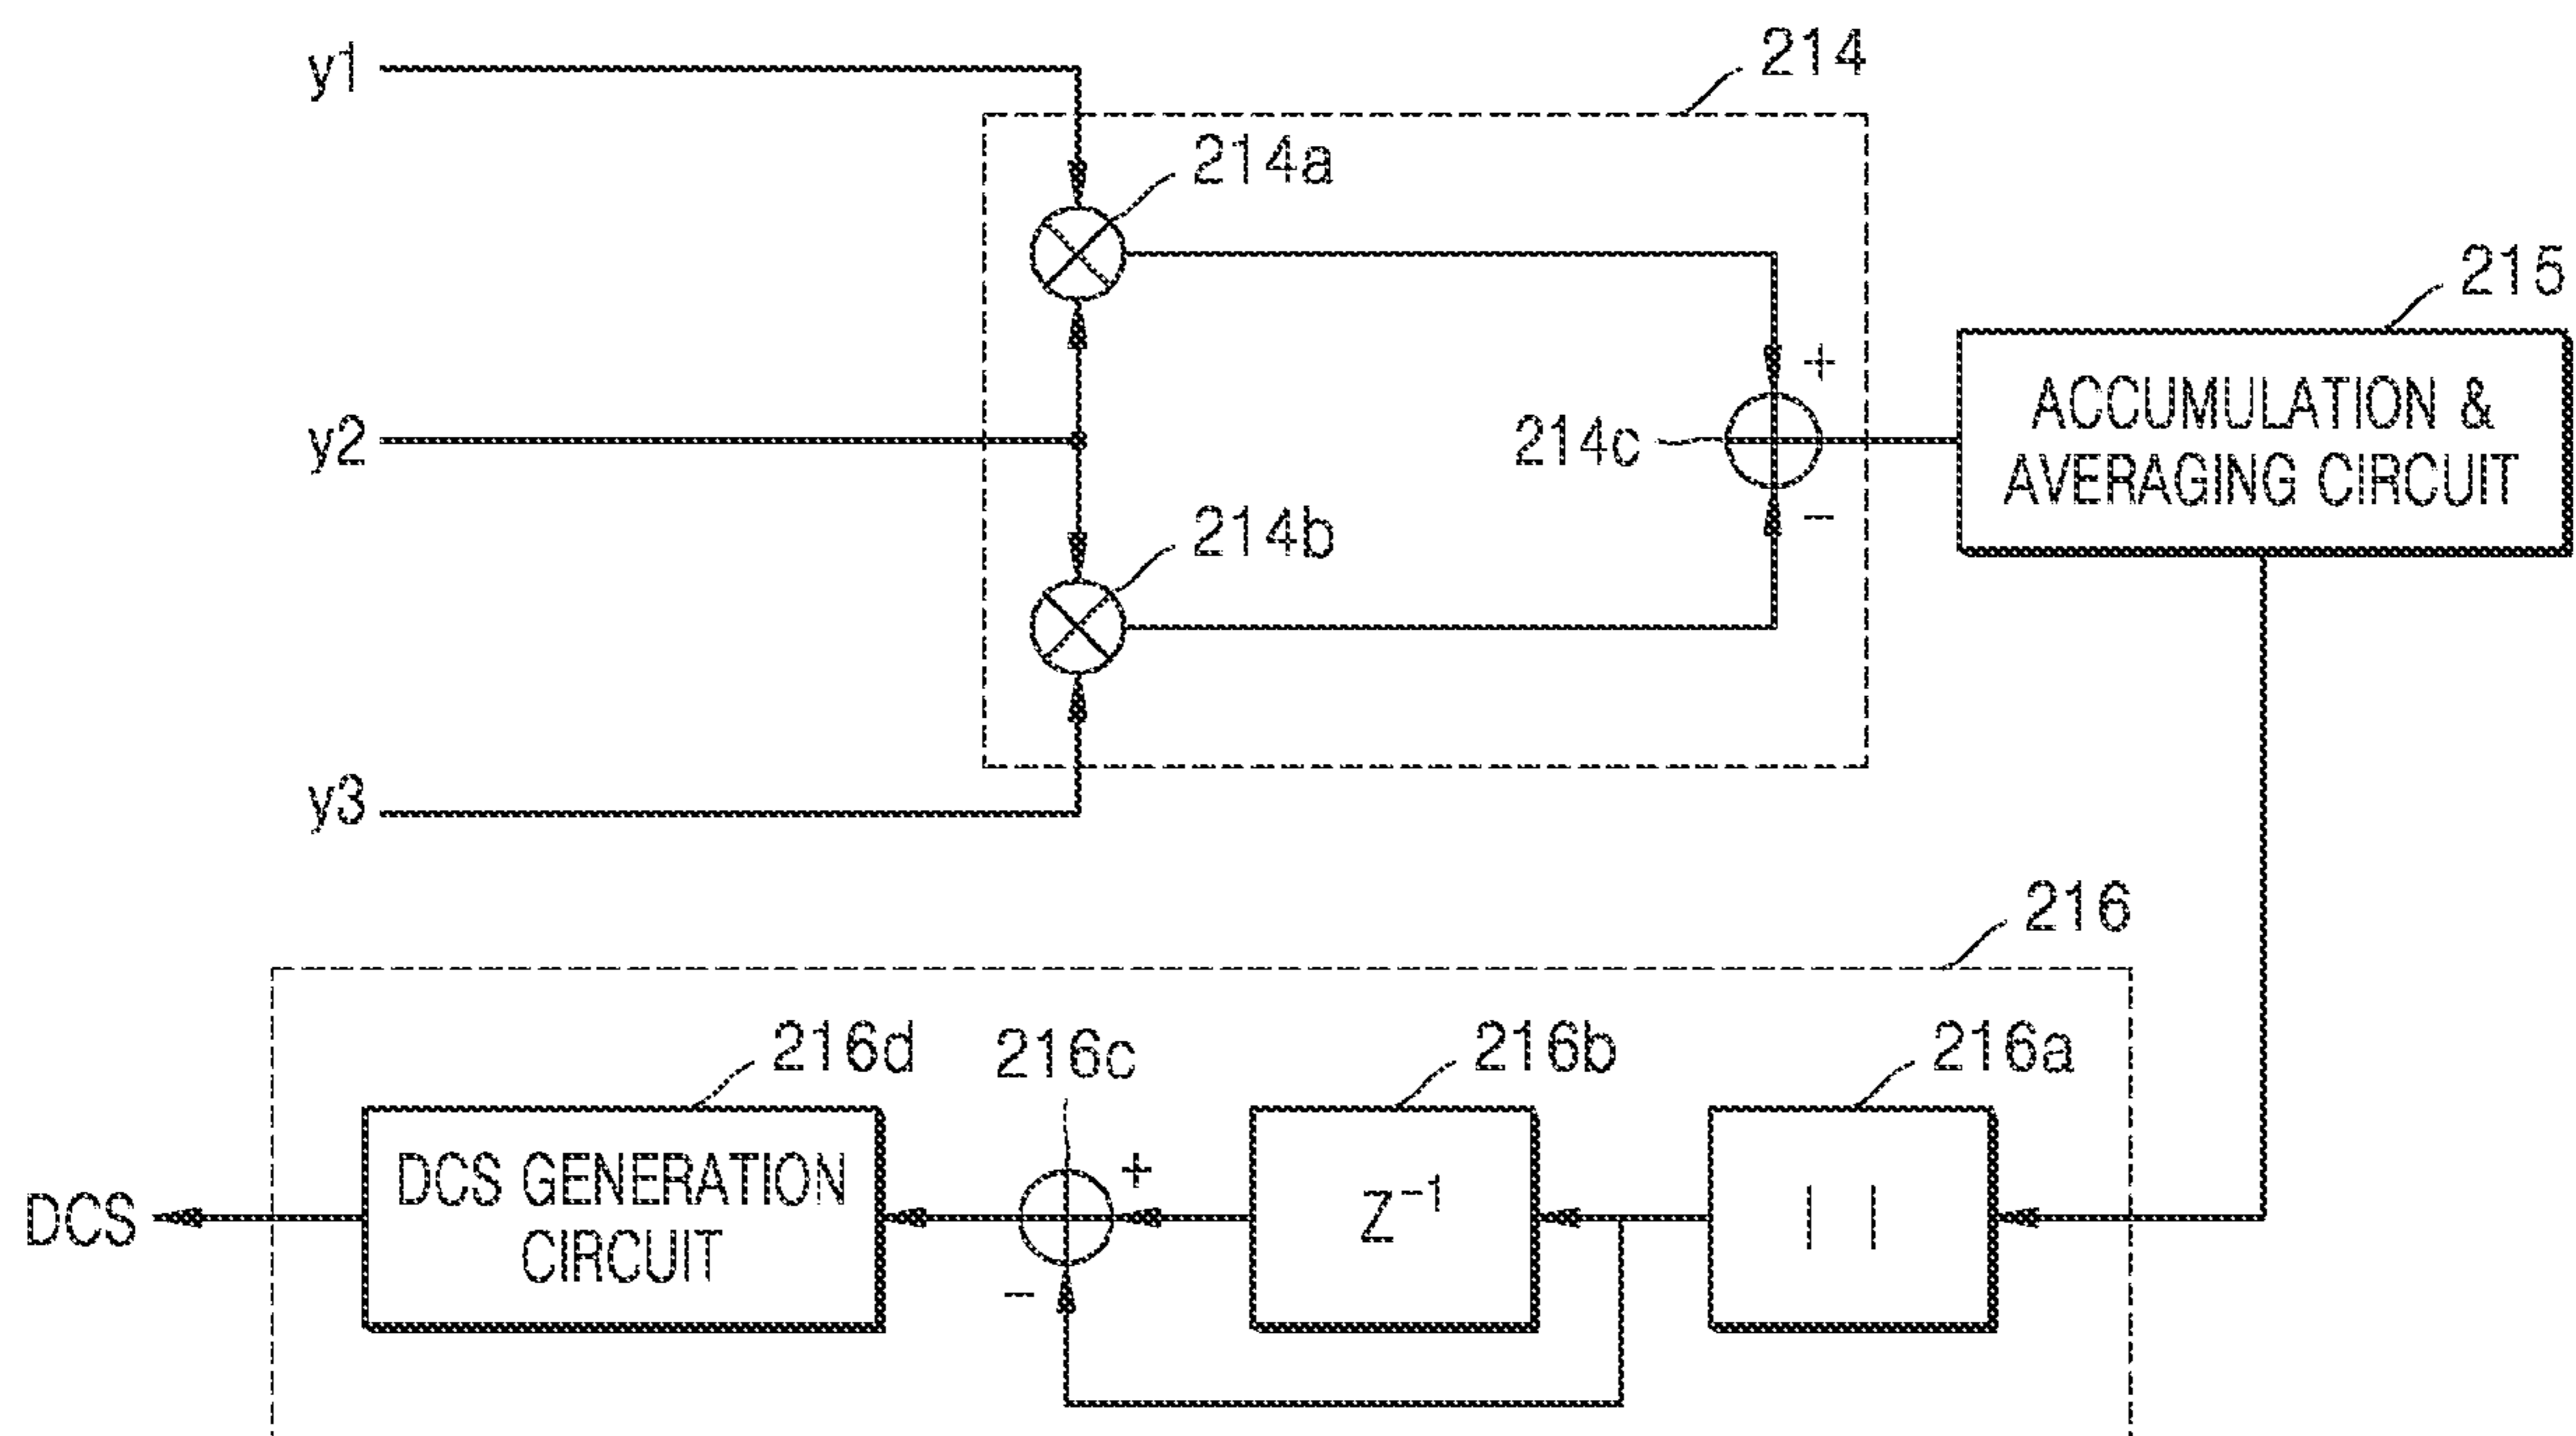 y1
214
214a
215
+
ACCUMULATION &
AVERAGING CIRCUIT
y2
214c
−
214b
y3
216
216d
216c
216b
216a
+
DCS GENERATION
CIRCUIT
Z⁻¹
| |
DCS
−